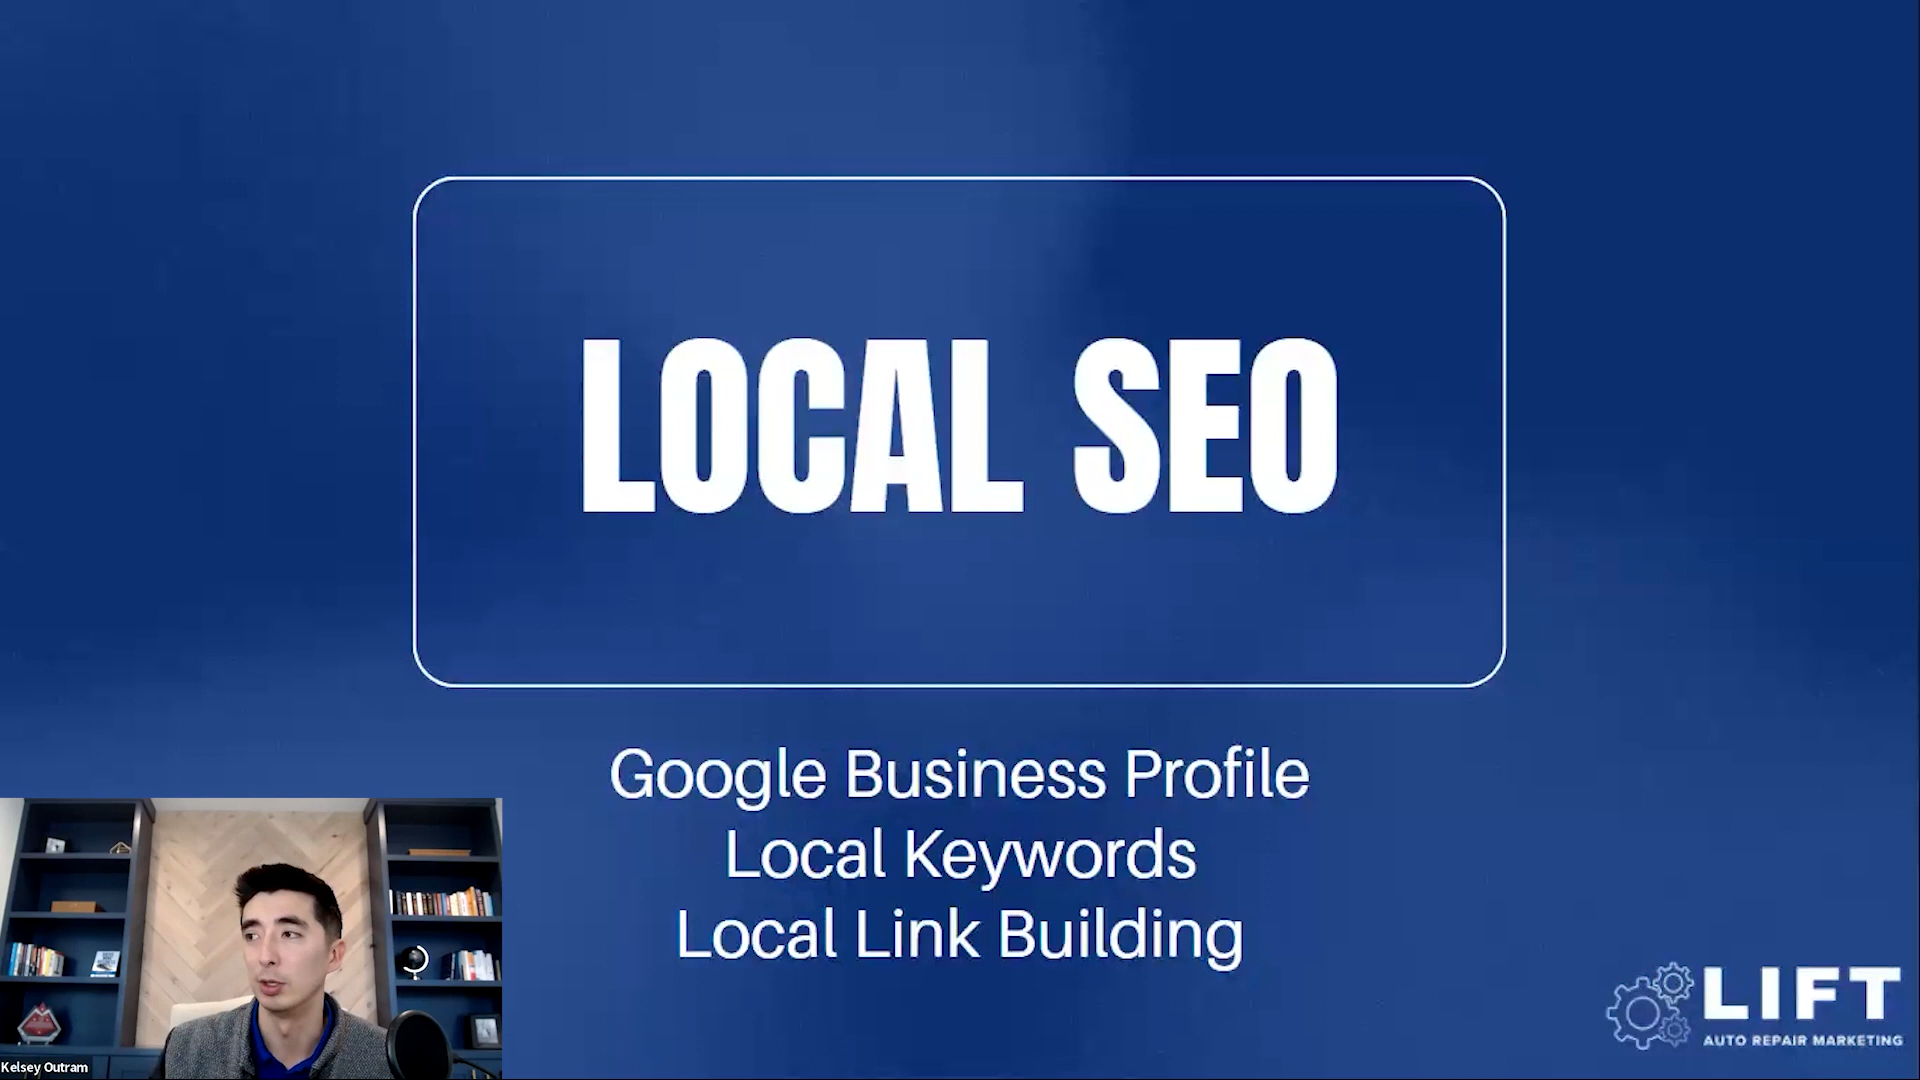 LOCAL SEO
Google Business Profile
Local Keywords
Local Link Building
LIFT
AUTO REPAIR MARKETING
Kelsey Outram